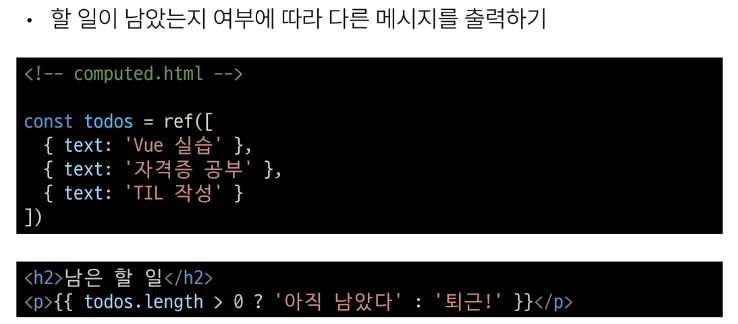 • 할 일이 남았는지 여부에 따라 다른 메시지를 출력하기
<!-- computed.html -->
const todos = ref([
  { text: 'Vue 실습' },
  { text: '자격증 공부' },
  { text: 'TIL 작성' }
])
<h2>남은 할 일</h2>
<p>{{ todos.length > 0 ? '아직 남았다' : '퇴근!' }}</p>